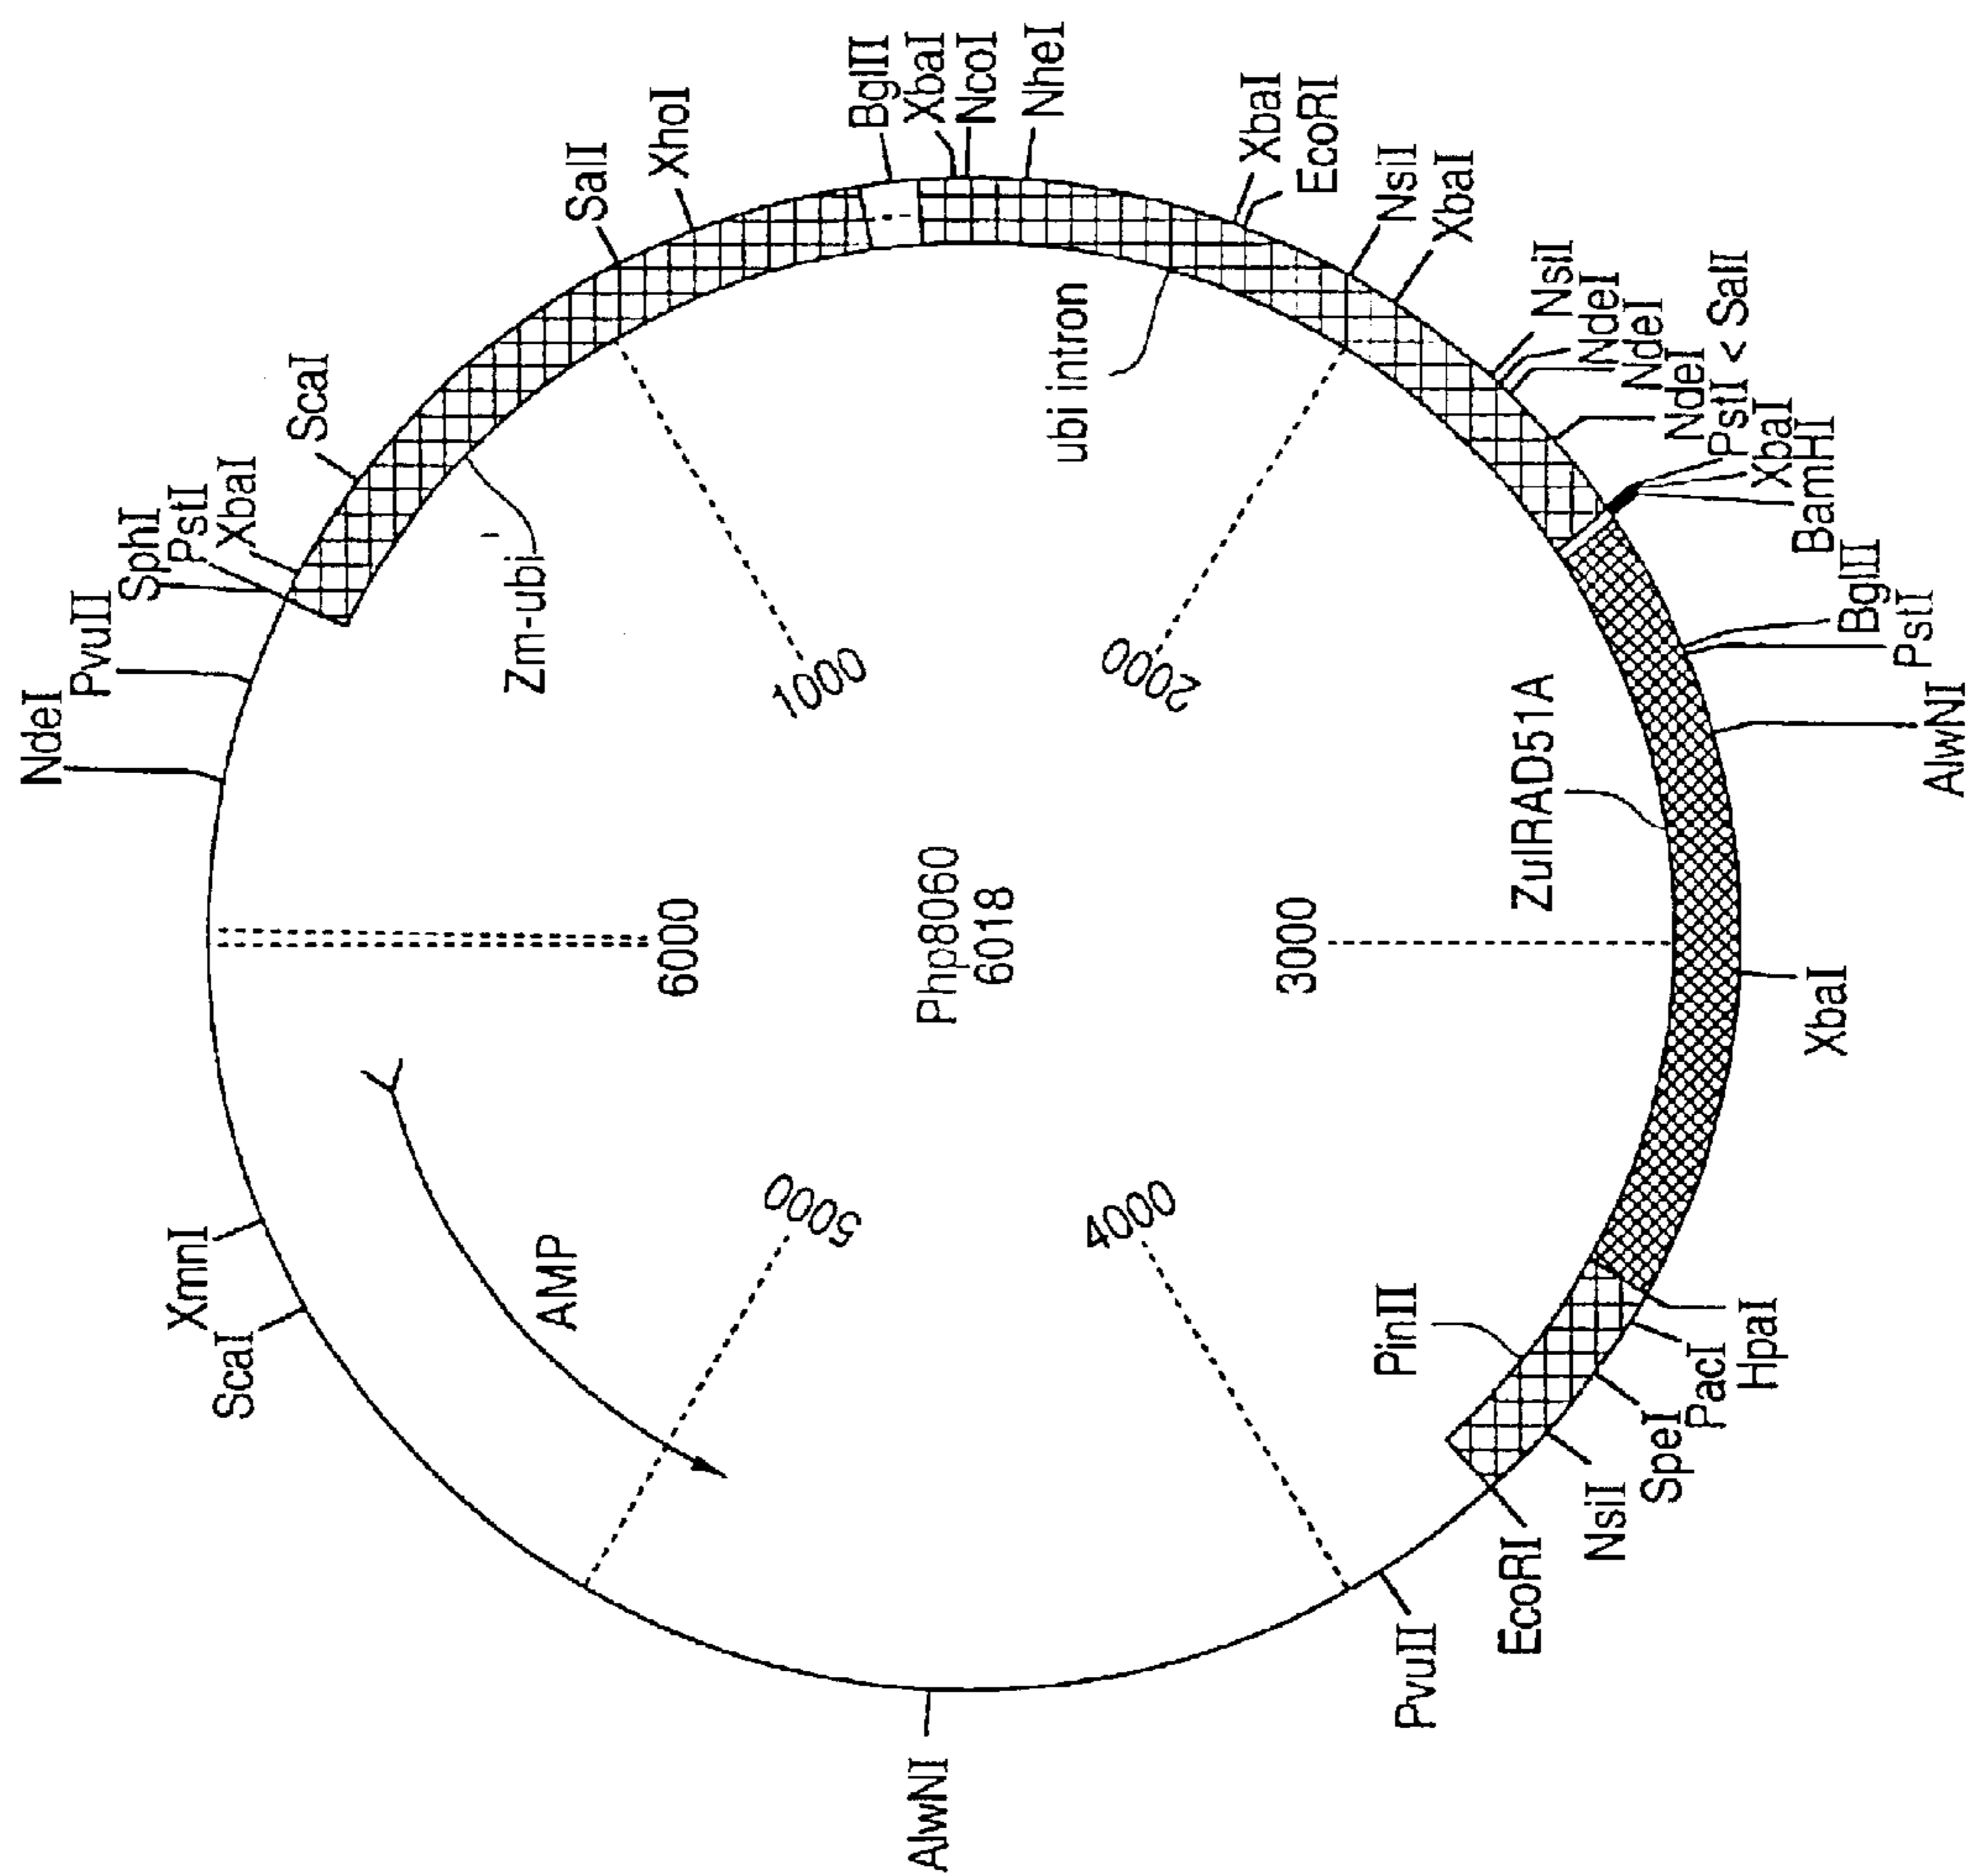 Php8060
6018
6000
1000
2000
3000
4000
5000
NdeI
PvuII
SphI
PstI
XbaI
ScaI
SalI
XhoI
BglII
XbaI
NcoI
NheI
XbaI
EcoRI
NsiI
XbaI
NsiI
NdeI
NdeI
NdeI
PstI < SalI
XbaI
BamHI
BglII
PstI
AlwNI
XbaI
HpaI
PacI
SpeI
NsiI
EcoRI
PvuII
AlwNI
ScaI
XmnI
Zm-ubi
ubi intron
ZulRAD51A
PinII
AMP